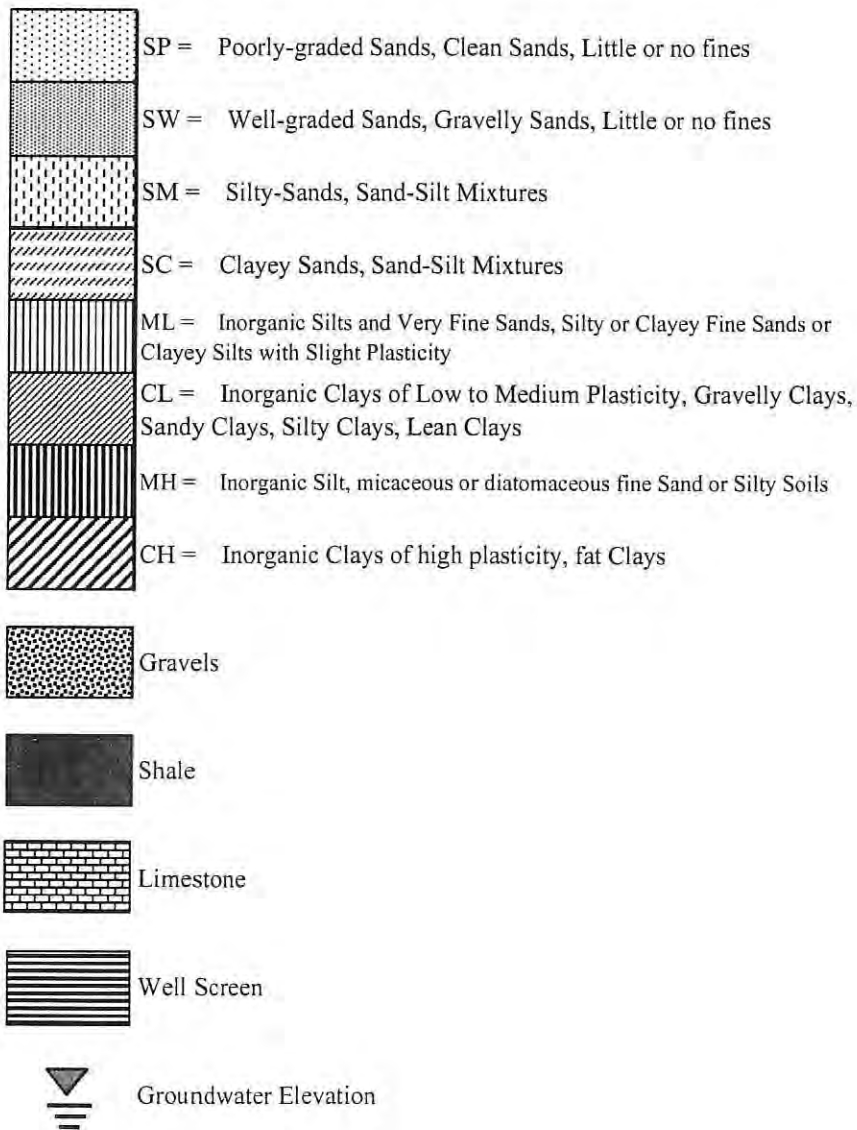 SP = Poorly-graded Sands, Clean Sands, Little or no fines
SW = Well-graded Sands, Gravelly Sands, Little or no fines
SM = Silty-Sands, Sand-Silt Mixtures
SC = Clayey Sands, Sand-Silt Mixtures
ML = Inorganic Silts and Very Fine Sands, Silty or Clayey Fine Sands or
Clayey Silts with Slight Plasticity
CL = Inorganic Clays of Low to Medium Plasticity, Gravelly Clays,
Sandy Clays, Silty Clays, Lean Clays
MH = Inorganic Silt, micaceous or diatomaceous fine Sand or Silty Soils
CH = Inorganic Clays of high plasticity, fat Clays
Gravels
Shale
Limestone
Well Screen
Groundwater Elevation